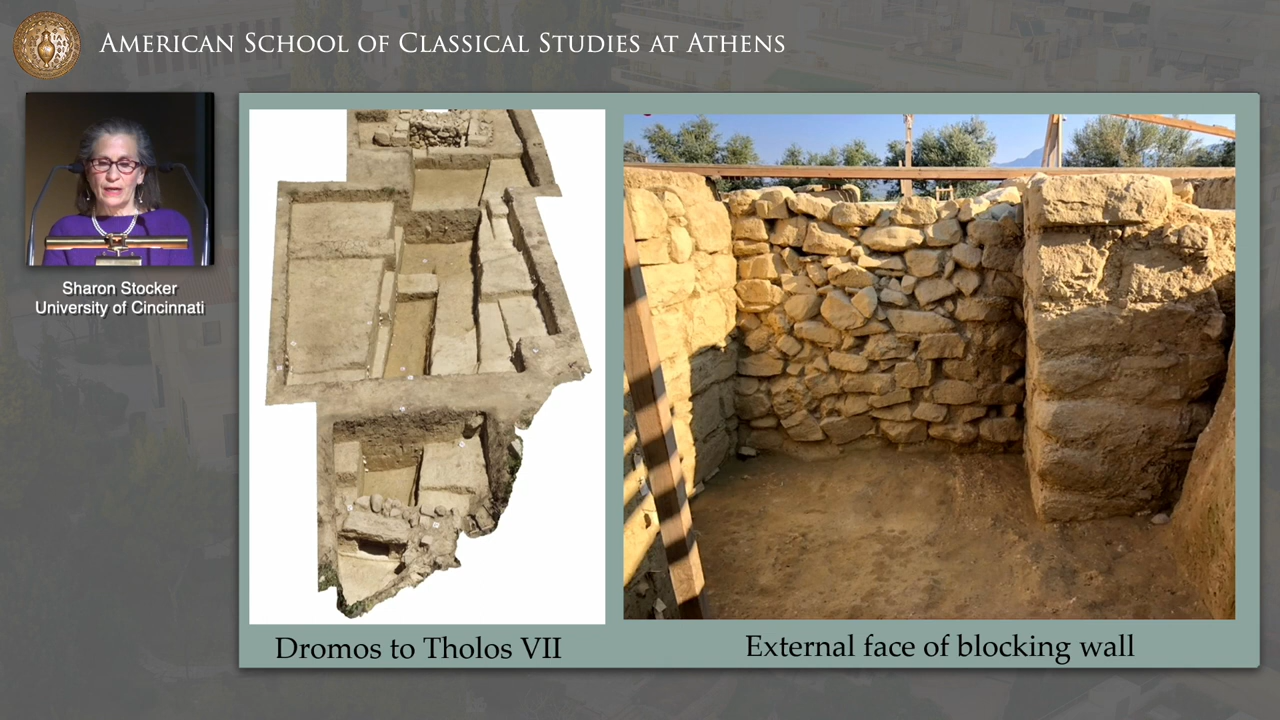 AMERICAN SCHOOL OF CLASSICAL STUDIES AT ATHENS
Sharon Stocker
University of Cincinnati
Dromos to Tholos VII
External face of blocking wall